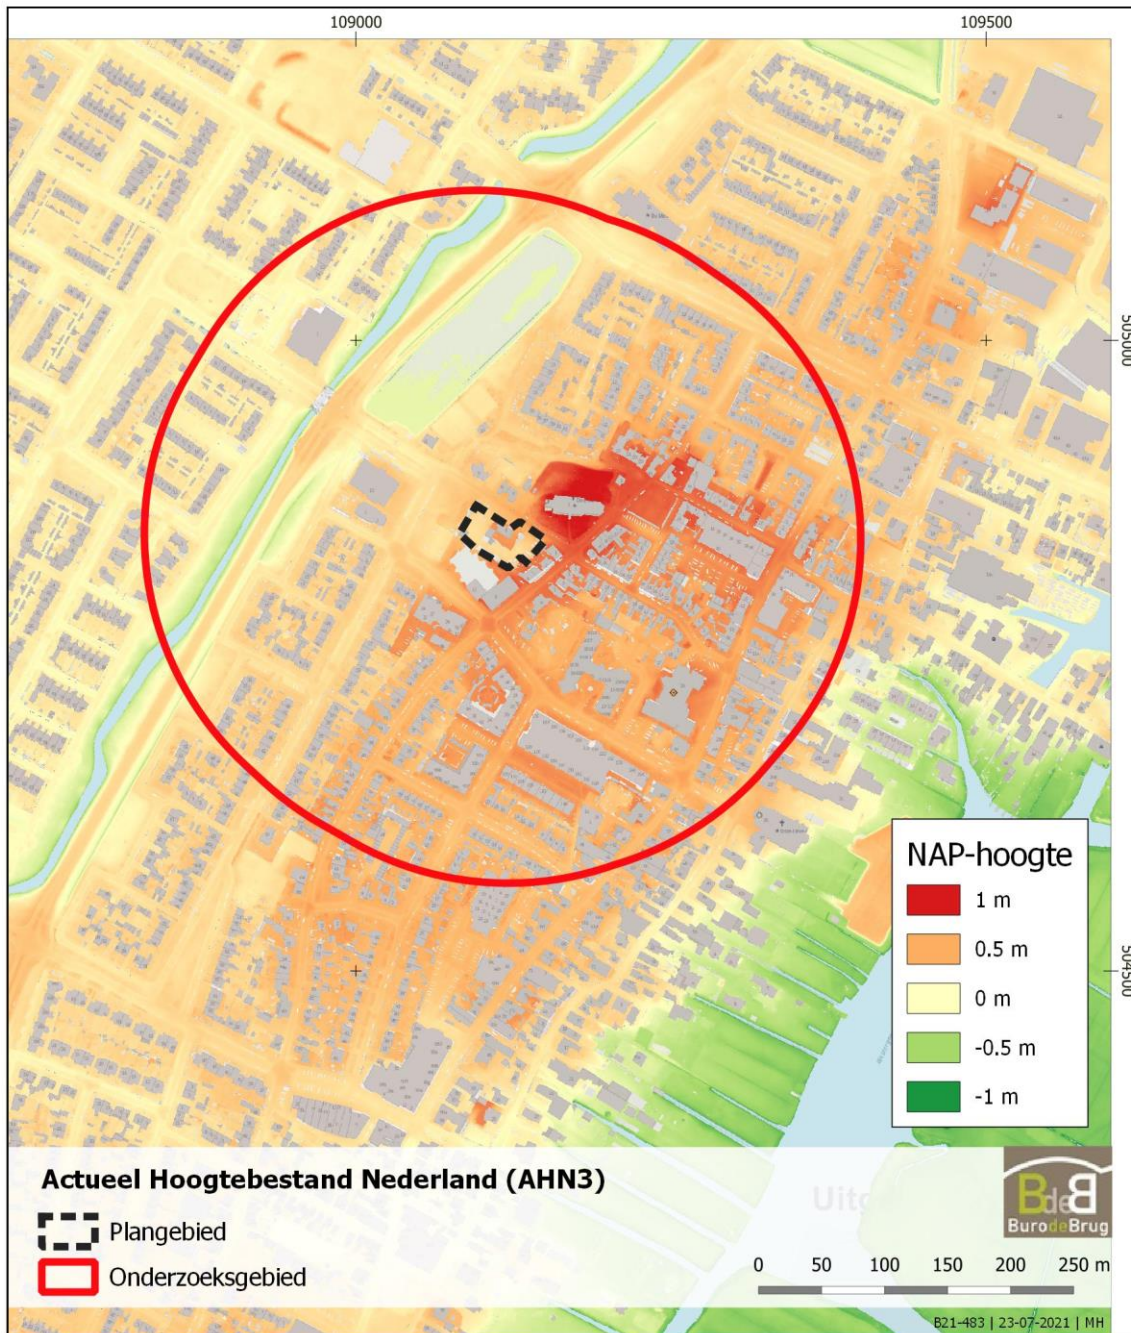 109000
109500
505000
504500
NAP-hoogte
1 m
0.5 m
0 m
-0.5 m
-1 m
Actueel Hoogtebestand Nederland (AHN3)
Plangebied
Onderzoeksgebied
BdeB
BurodeBrug
0 50 100 150 200 250 m
B21-483 | 23-07-2021 | MH